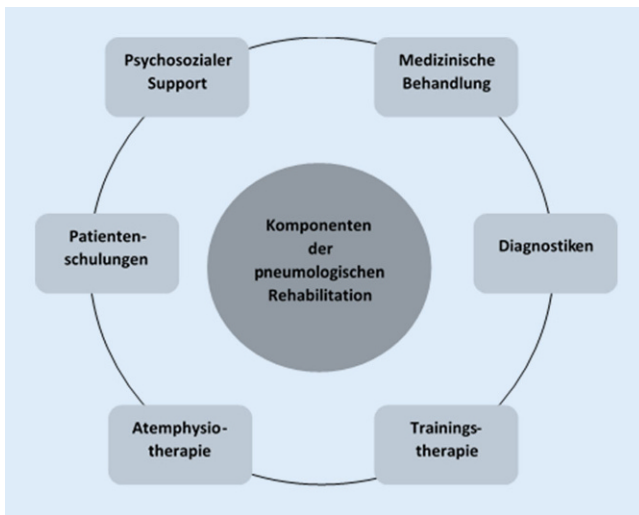 Psychosozialer
Support
Medizinische
Behandlung
Patienten-
schulungen
Komponenten
der
pneumologischen
Rehabilitation
Diagnostiken
Atemphysio-
therapie
Trainings-
therapie